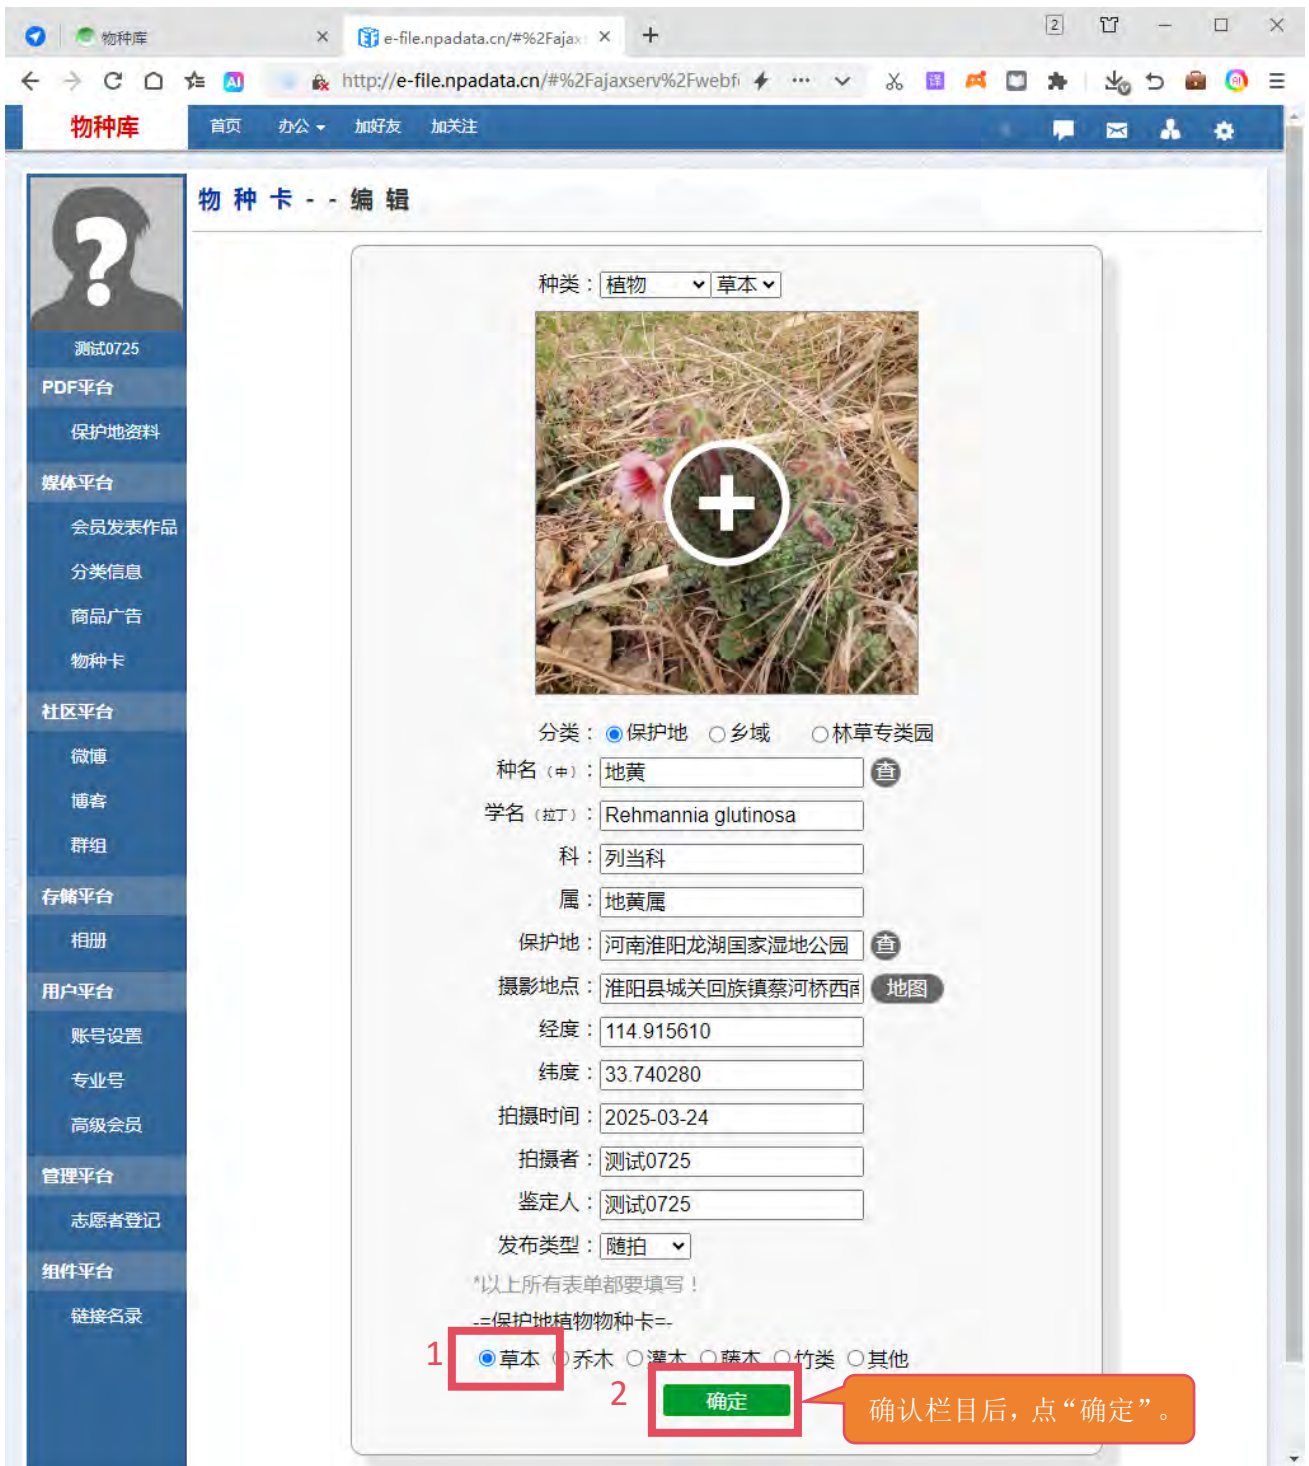 物种库
e-file.npadata.cn/#%2Fajax
2
AI
http://e-file.npadata.cn/#%2Fajaxserv%2Fwebf
译
AI
物种库
首页 办公 加好友 加关注
物种卡--编辑
种类：植物 草本
测试0725
PDF平台
保护地资料
媒体平台
会员发表作品
分类信息
商品广告
物种卡
社区平台
微博
博客
群组
存储平台
相册
用户平台
账号设置
专业号
高级会员
管理平台
志愿者登记
组件平台
链接名录
分类：保护地 乡域 林草专类园
种名（中）：地黄 查
学名（拉丁）：Rehmannia glutinosa
科：列当科
属：地黄属
保护地：河南淮阳龙湖国家湿地公园 查
摄影地点：淮阳县城关回族镇蔡河桥西南 地图
经度：114.915610
纬度：33.740280
拍摄时间：2025-03-24
拍摄者：测试0725
鉴定人：测试0725
发布类型：随拍
*以上所有表单都要填写！
-=保护地植物物种卡=-
1 草本 乔木 灌木 藤本 竹类 其他
2 确定
确认栏目后，点“确定”。